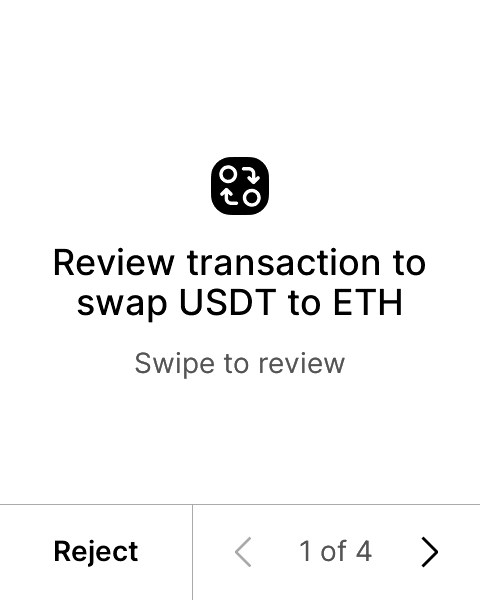 Review transaction to
swap USDT to ETH
Swipe to review
Reject
1 of 4